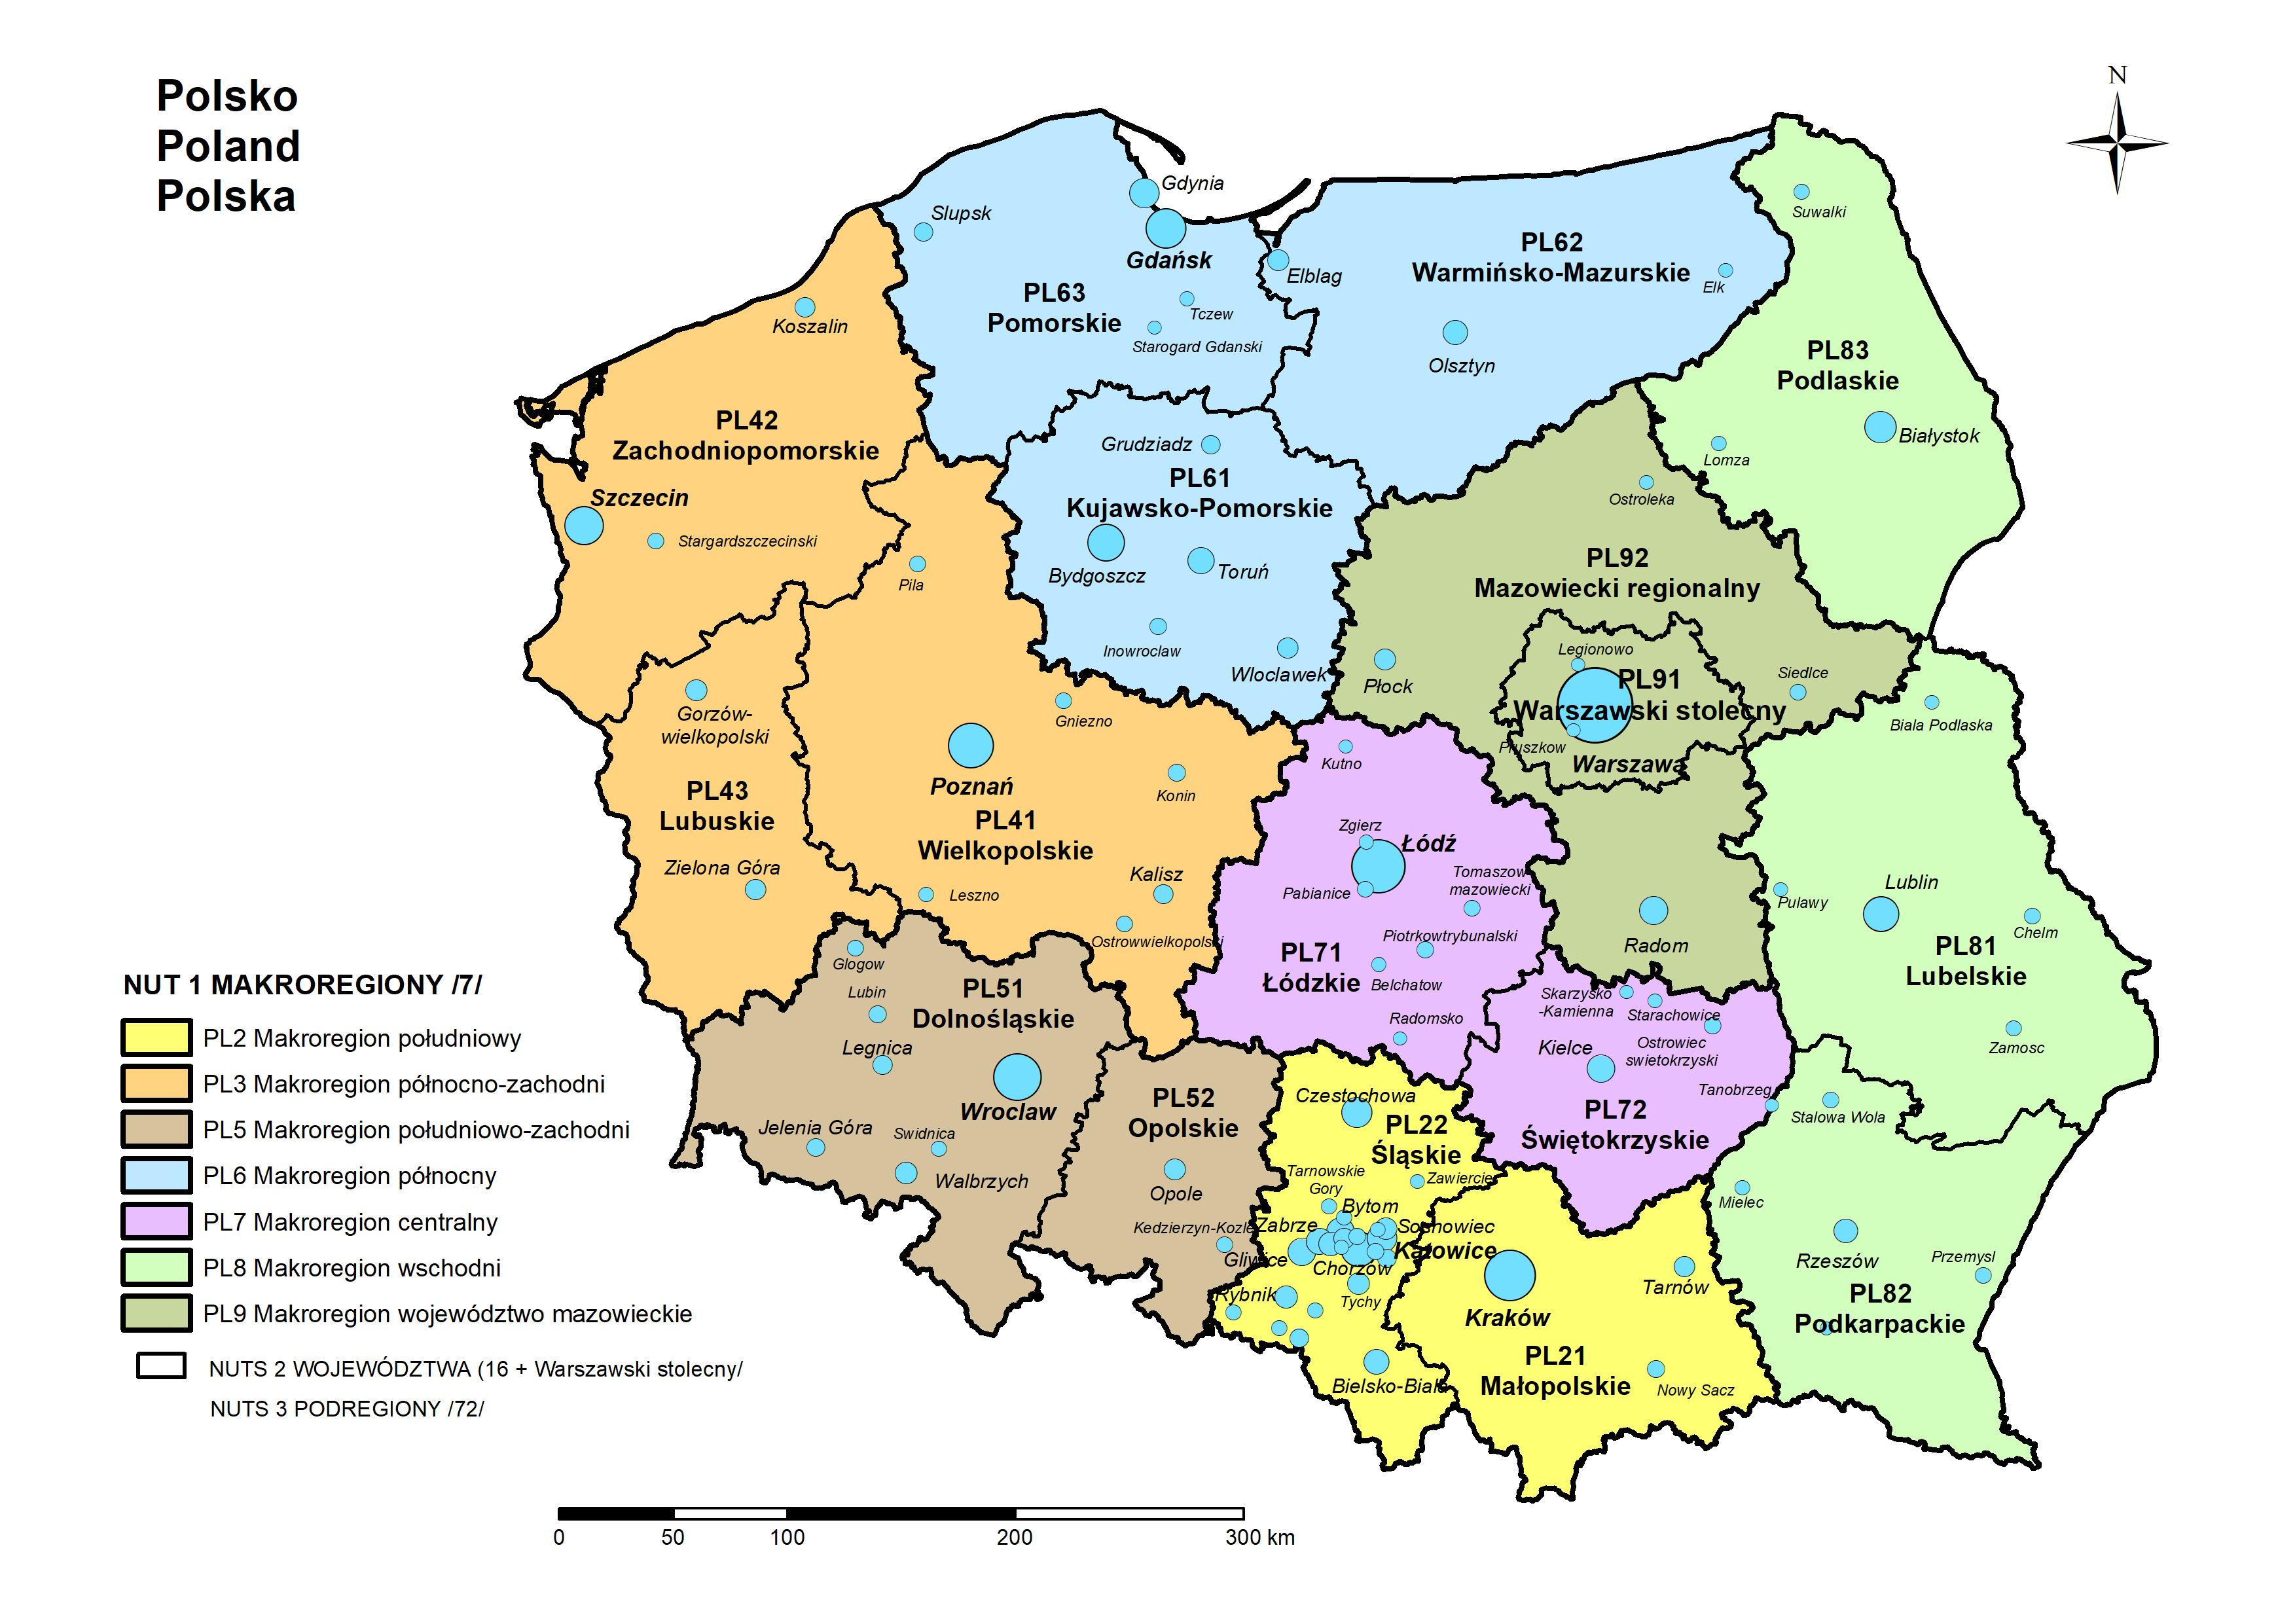 Polsko
Poland
Polska
N
Gdynia
Slupsk
Gdańsk
Suwalki
PL62
Warmińsko-Mazurskie
Elblag
Elk
PL63
Pomorskie
Tczew
Starogard Gdanski
Koszalin
Olsztyn
PL83
Podlaskie
PL42
Zachodniopomorskie
Grudziadz
Białystok
Lomza
PL61
Kujawsko-Pomorskie
Szczecin
Ostroleka
Stargardszczecinski
PL92
Mazowiecki regionalny
Pila
Bydgoszcz
Toruń
Inowroclaw
Legionowo
Wloclawek
Płock
PL91
Warszawski stolecny
Siedlce
Gorzów-
wielkopolski
Gniezno
Biala Podlaska
Pruszkow
Warszawa
Kutno
Poznań
Konin
PL43
Lubuskie
PL41
Wielkopolskie
Zgierz
Łódź
Zielona Góra
Kalisz
Tomaszow
mazowiecki
Leszno
Pabianice
Lublin
Pulawy
Chelm
Ostrowwielkopolski
Piotrkowtrybunalski
Radom
PL71
Łódzkie
PL81
Lubelskie
Glogow
Belchatow
NUT 1 MAKROREGIONY /7/
Lubin
PL51
Dolnośląskie
Skarzysko
-Kamienna
Starachowice
Radomsko
PL2 Makroregion południowy
Legnica
Kielce
Ostrowiec
swietokrzyski
Zamosc
PL3 Makroregion północno-zachodni
Wroclaw
PL52
Opolskie
Czestochowa
Tanobrzeg
PL72
Świętokrzyskie
Stalowa Wola
PL5 Makroregion południowo-zachodni
Jelenia Góra
Swidnica
PL22
Śląskie
PL6 Makroregion północny
Walbrzych
Opole
Tarnowskie
Gory
Zawiercie
Mielec
PL7 Makroregion centralny
Kedzierzyn-Kozle
Zabrze
Bytom
Sosnowiec
Katowice
PL8 Makroregion wschodni
Gliwice
Chorzów
Rzeszów
Przemysl
Rybnik
Tychy
Tarnów
PL9 Makroregion województwo mazowieckie
Kraków
PL82
Podkarpackie
NUTS 2 WOJEWÓDZTWA (16 + Warszawski stolecny/
Bielsko-Biala
PL21
Małopolskie
Nowy Sacz
NUTS 3 PODREGIONY /72/
0 50 100 200 300 km